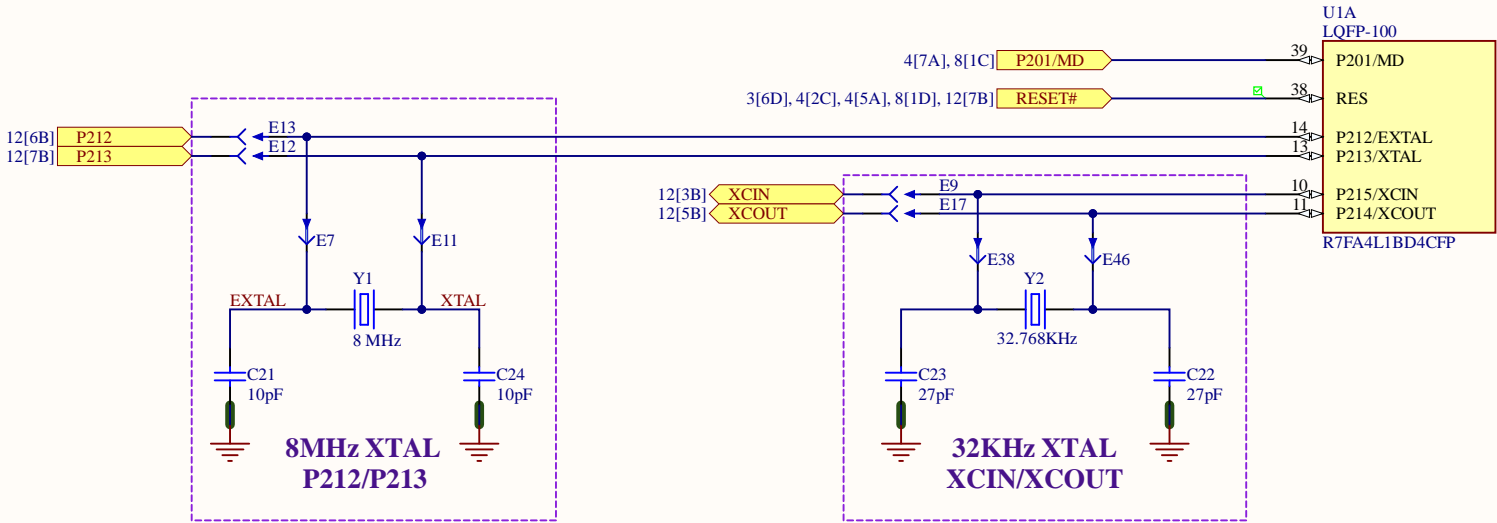 U1A
LQFP-100
4[7A], 8[1C] P201/MD 39 P201/MD
3[6D], 4[2C], 4[5A], 8[1D], 12[7B] RESET# 38 RES
12[6B] P212 E13 14 P212/EXTAL
12[7B] P213 E12 13 P213/XTAL
12[3B] XCIN E9 10 P215/XCIN
12[5B] XCOUT E17 11 P214/XCOUT
R7FA4L1BD4CFP
E7 E11
E38 E46
EXTAL Y1 XTAL
8 MHz
Y2
32.768KHz
C21
10pF
C24
10pF
C23
27pF
C22
27pF
8MHz XTAL
P212/P213
32KHz XTAL
XCIN/XCOUT